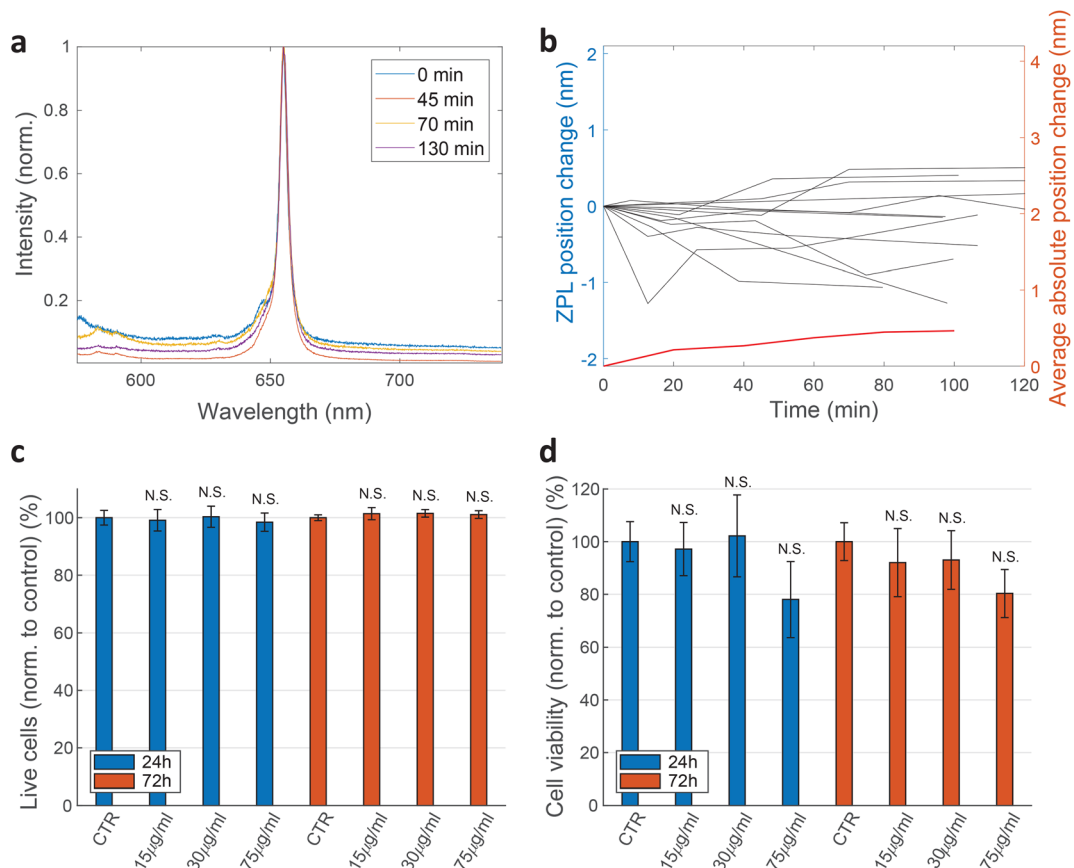 a
Intensity (norm.)
1
0.8
0.6
0.4
0.2
600
650
700
Wavelength (nm)
0 min
45 min
70 min
130 min
b
ZPL position change (nm)
2
1
0
-1
-2
0
20
40
60
80
100
120
Time (min)
4
3
2
1
0
Average absolute position change (nm)
c
Live cells (norm. to control) (%)
100
80
60
40
20
0
N.S.
N.S.
N.S.
N.S.
N.S.
N.S.
24h
72h
CTR
15µg/ml
30µg/ml
75µg/ml
CTR
15µg/ml
30µg/ml
75µg/ml
d
Cell viability (norm. to control) (%)
120
100
80
60
40
20
0
N.S.
N.S.
N.S.
N.S.
N.S.
N.S.
24h
72h
CTR
15µg/ml
30µg/ml
75µg/ml
CTR
15µg/ml
30µg/ml
75µg/ml